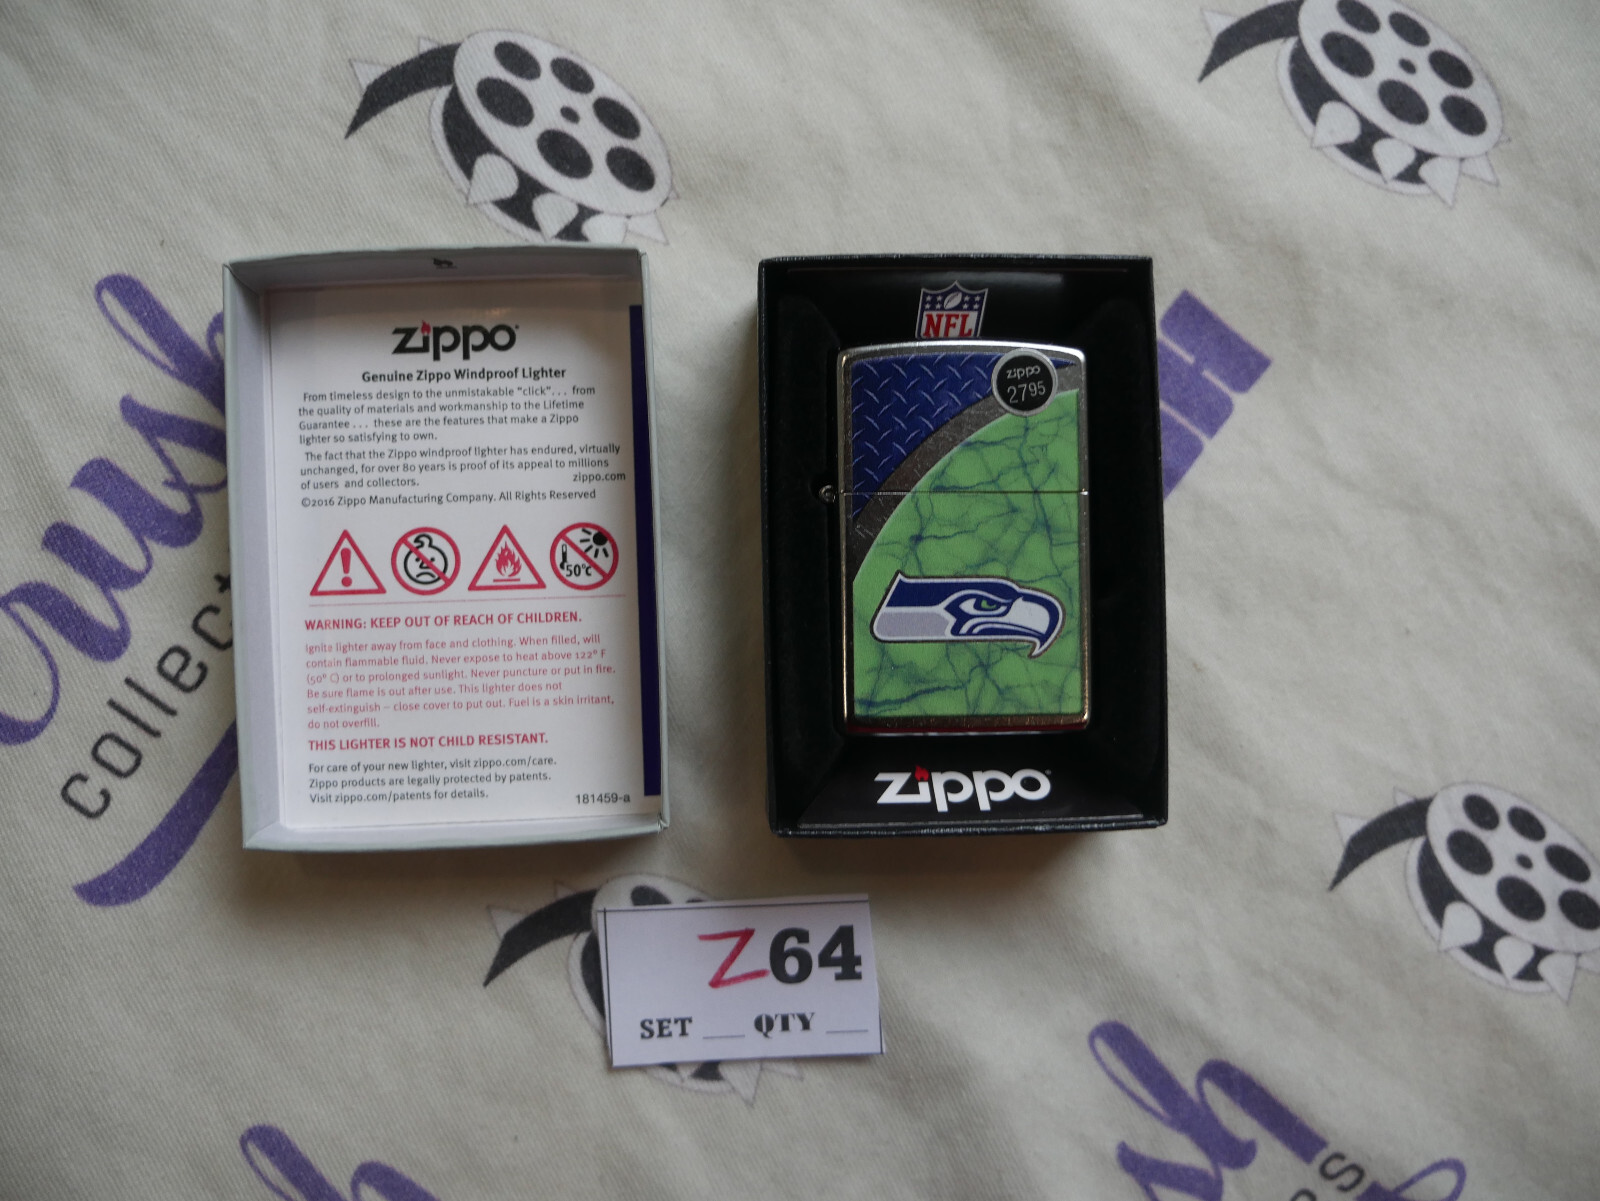 zippo
Genuine Zippo Windproof Lighter
From timeless design to the unmistakable "click"... from
the quality of materials and workmanship to the Lifetime
Guarantee ... these are the features that make a Zippo
lighter so satisfying to own.
The fact that the Zippo windproof lighter has endured, virtually
unchanged, for over 80 years is proof of its appeal to millions
of users and collectors.
zippo.com
©2016 Zippo Manufacturing Company. All Rights Reserved
50°C
WARNING: KEEP OUT OF REACH OF CHILDREN.
Ignite lighter away from face and clothing. When filled, will
contain flammable fluid. Never expose to heat above 122° F
(50° C) or to prolonged sunlight. Never puncture or put in fire.
Be sure flame is out after use. This lighter does not
self-extinguish – close cover to put out. Fuel is a skin irritant,
do not overfill.
THIS LIGHTER IS NOT CHILD RESISTANT.
For care of your new lighter, visit zippo.com/care.
Zippo products are legally protected by patents.
Visit zippo.com/patents for details.
181459-a
NFL
zippo
2795
zippo
Z64
SET ___ QTY ___
rush
collect